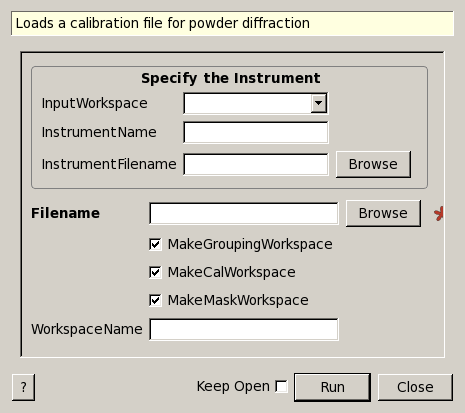 Loads a calibration file for powder diffraction
Specify the Instrument
InputWorkspace
InstrumentName
InstrumentFilename Browse
Filename Browse
MakeGroupingWorkspace
MakeCalWorkspace
MakeMaskWorkspace
WorkspaceName
? Keep Open Run Close